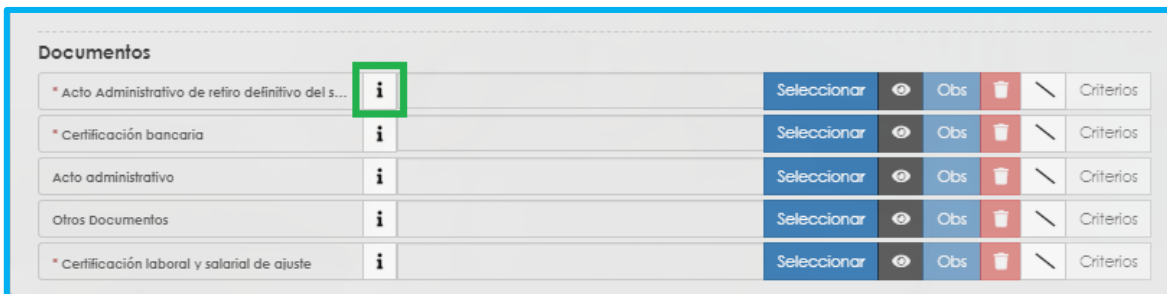 Documentos
* Acto Administrativo de retiro definitivo del s... i Seleccionar Obs Criterios
* Certificación bancaria i Seleccionar Obs Criterios
Acto administrativo i Seleccionar Obs Criterios
Otros Documentos i Seleccionar Obs Criterios
* Certificación laboral y salarial de ajuste i Seleccionar Obs Criterios